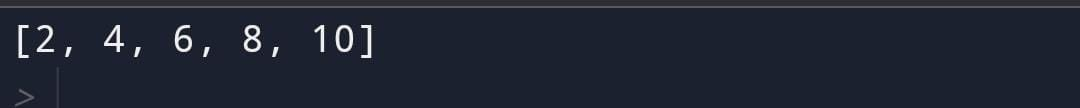 [2, 4, 6, 8, 10]
>